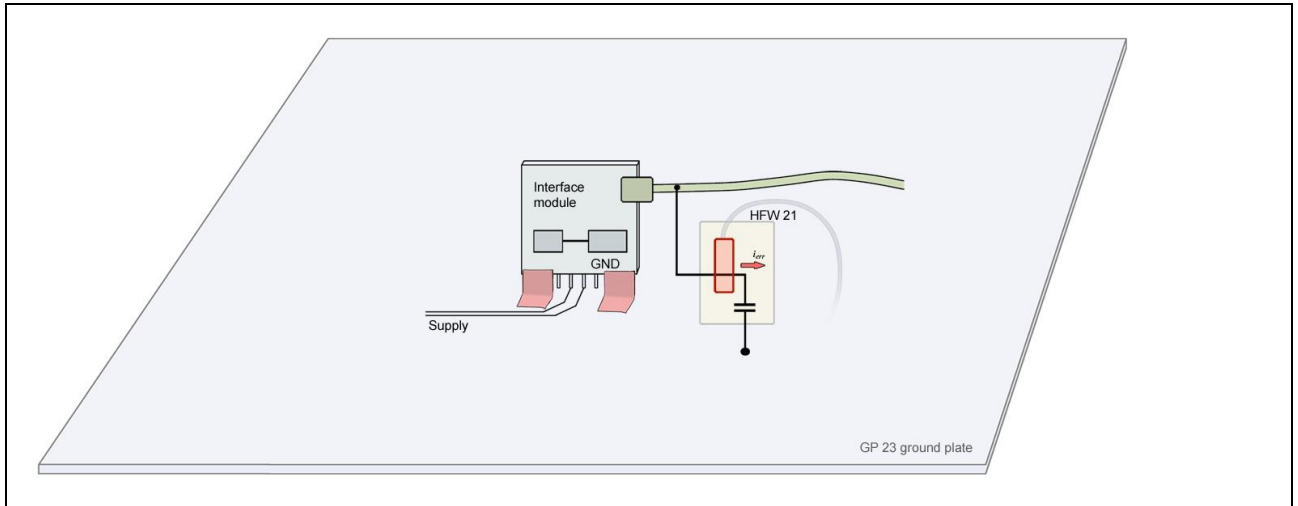 Interface
module
HFW 21
i_err
GND
Supply
GP 23 ground plate